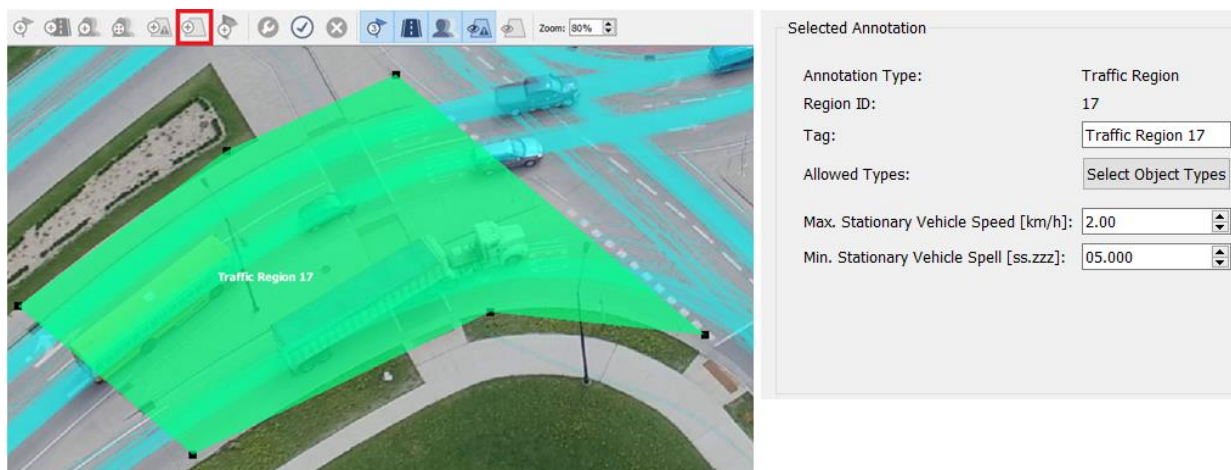 Zoom: 80%
3
Traffic Region 17
Selected Annotation
Annotation Type: Traffic Region
Region ID: 17
Tag: Traffic Region 17
Allowed Types: Select Object Types
Max. Stationary Vehicle Speed [km/h]: 2.00
Min. Stationary Vehicle Spell [ss.zzz]: 05.000